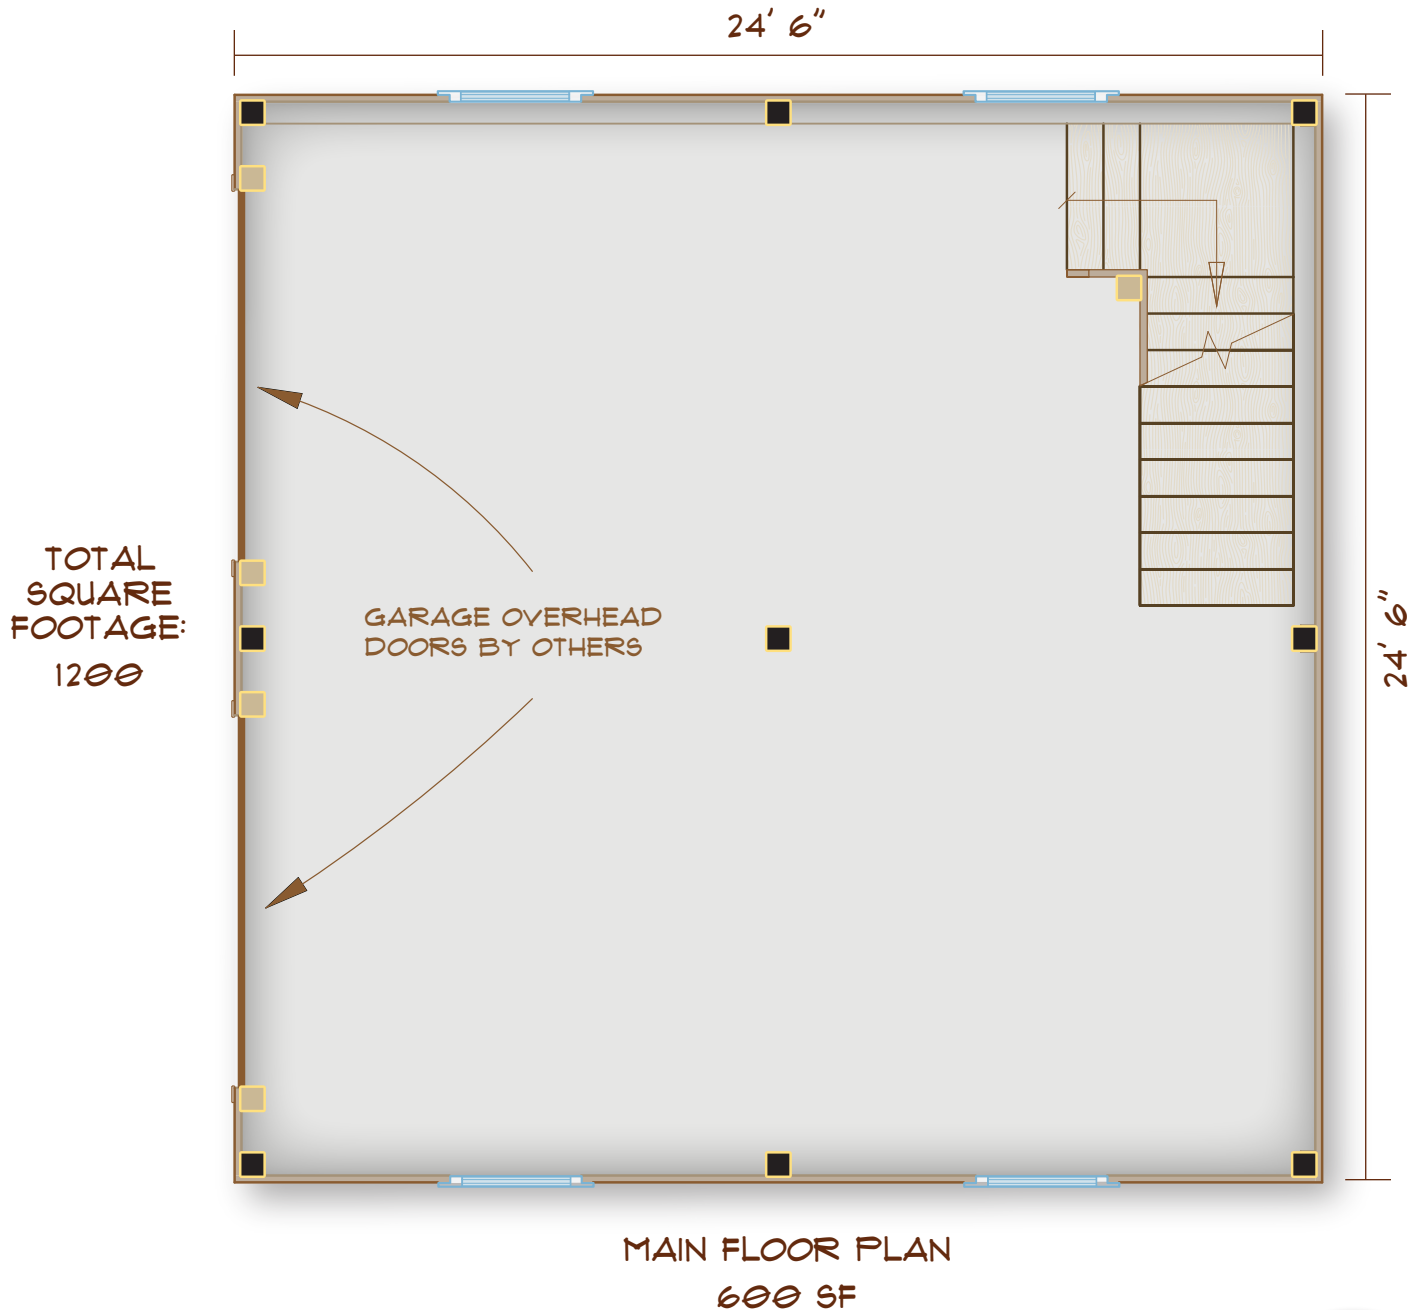 24' 6"
TOTAL
SQUARE
FOOTAGE:
1200
GARAGE OVERHEAD
DOORS BY OTHERS
24' 6"
MAIN FLOOR PLAN
600 SF